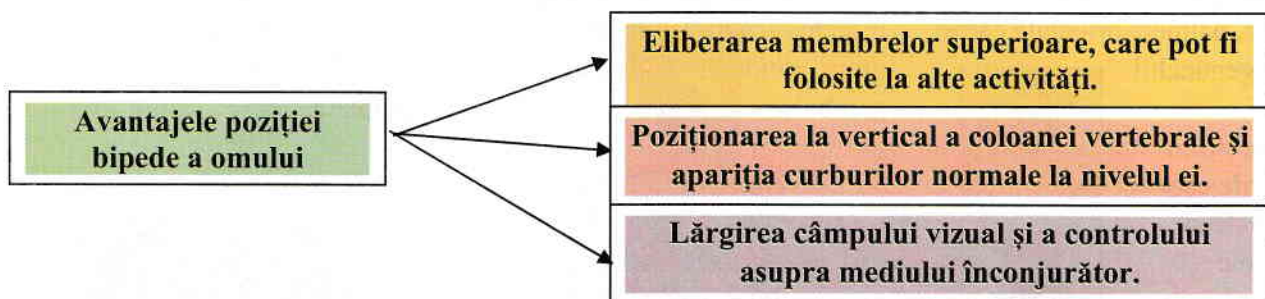 Avantajele poziției
bipede a omului
Eliberarea membrelor superioare, care pot fi
folosite la alte activități.
Poziționarea la vertical a coloanei vertebrale și
apariția curburilor normale la nivelul ei.
Lărgirea câmpului vizual și a controlului
asupra mediului înconjurător.